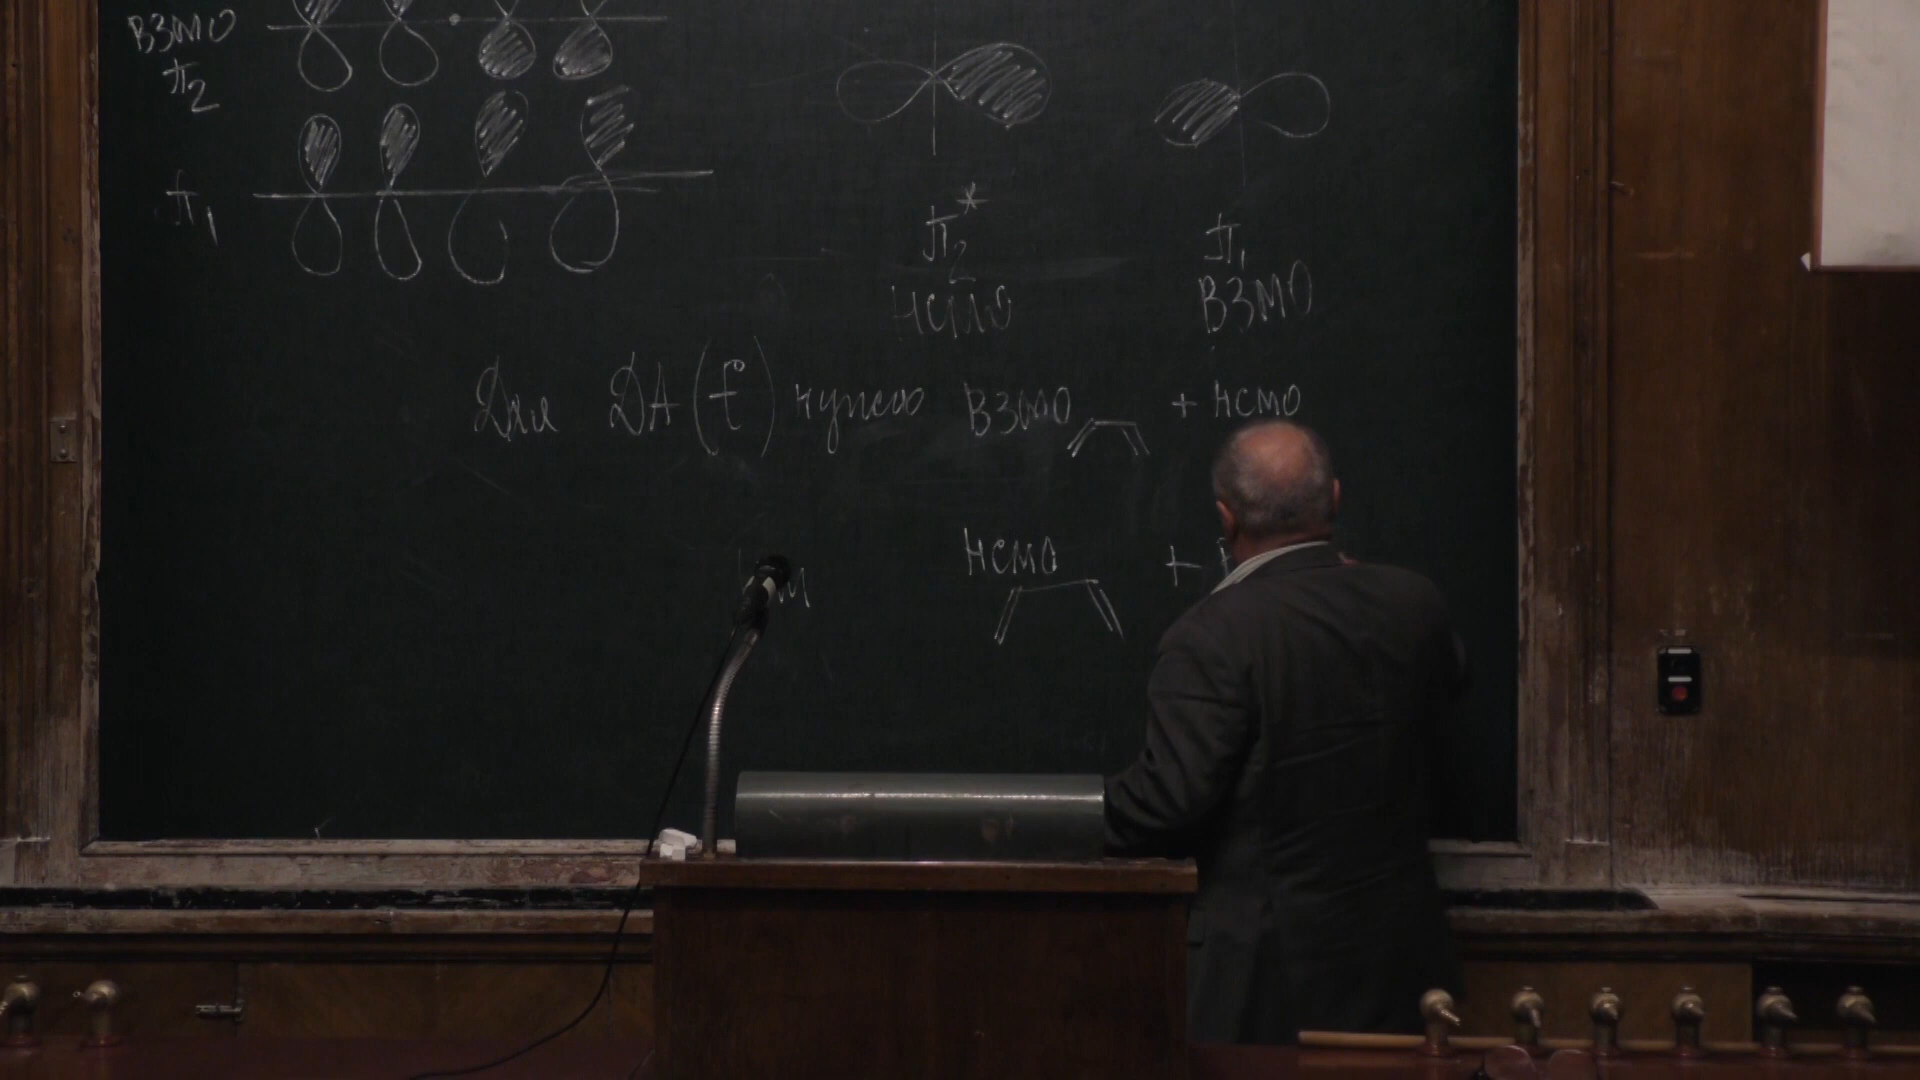 ВЗМО
π2
π1
π2*
НСМО
π1
ВЗМО
Для DA (t°) нужно ВЗМО + НСМО
НСМО +